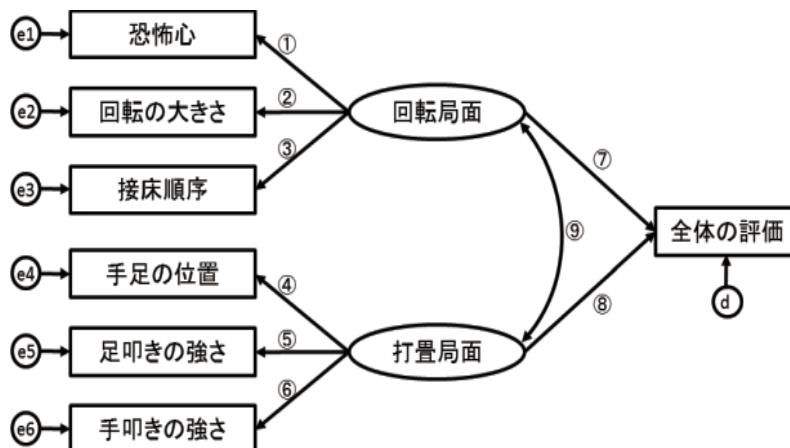 e1
恐怖心
①
e2
回転の大きさ
②
回転局面
③
⑦
e3
接床順序
⑨
全体の評価
e4
手足の位置
④
⑧
d
e5
足叩きの強さ
⑤
打畳局面
⑥
e6
手叩きの強さ